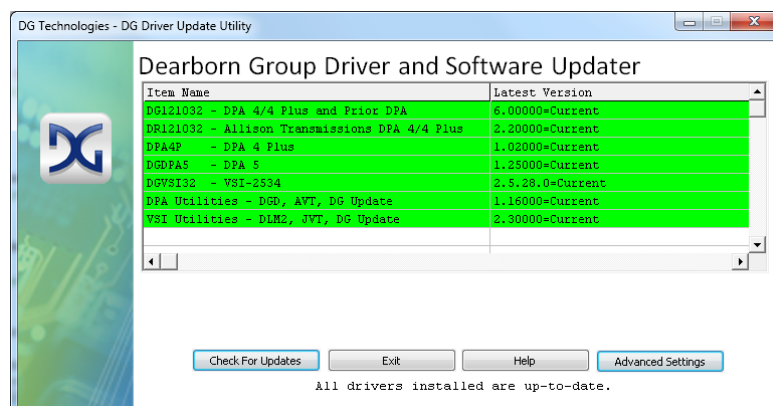 DG Technologies - DG Driver Update Utility
Dearborn Group Driver and Software Updater
Item Name Latest Version
DG121032 - DPA 4/4 Plus and Prior DPA 6.00000=Current
DR121032 - Allison Transmissions DPA 4/4 Plus 2.20000=Current
DPA4P - DPA 4 Plus 1.02000=Current
DGDPA5 - DPA 5 1.25000=Current
DGVSI32 - VSI-2534 2.5.28.0=Current
DPA Utilities - DGD, AVT, DG Update 1.16000=Current
VSI Utilities - DLM2, JVT, DG Update 2.30000=Current
DG
Check For Updates Exit Help Advanced Settings
All drivers installed are up-to-date.